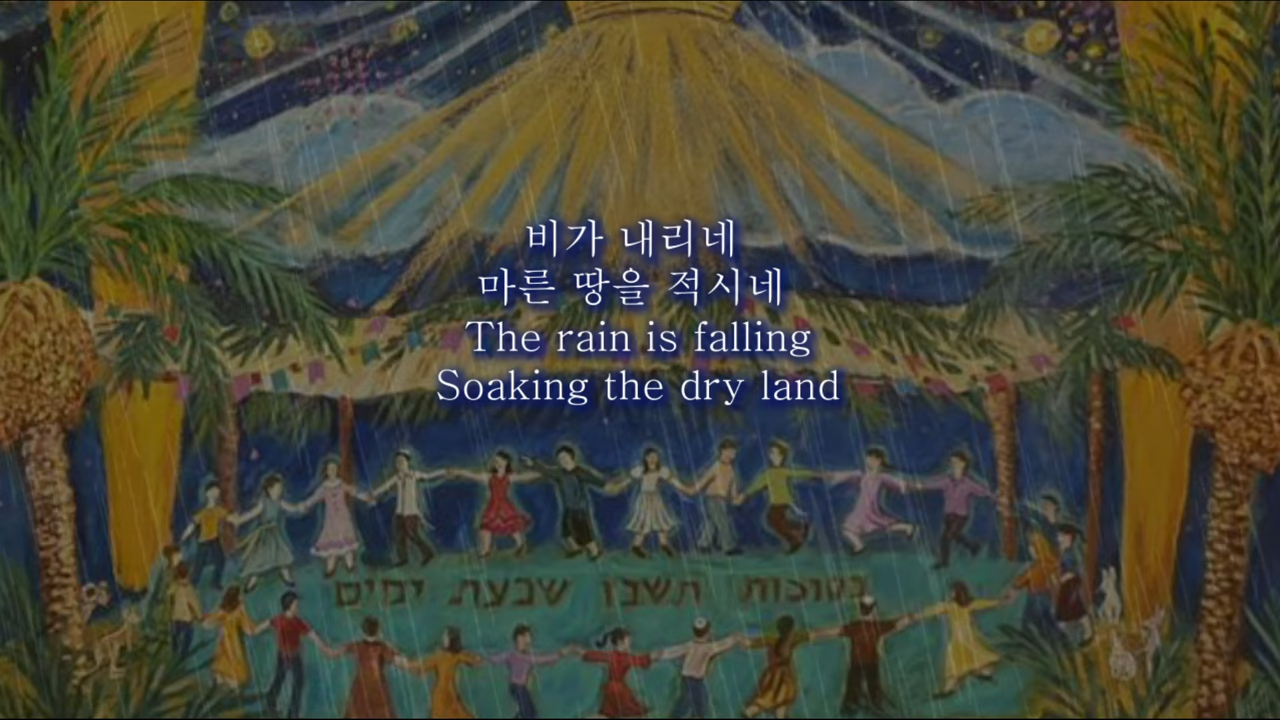 비가 내리네
마른 땅을 적시네
The rain is falling
Soaking the dry land
בסוכות תשבו שבעת ימים